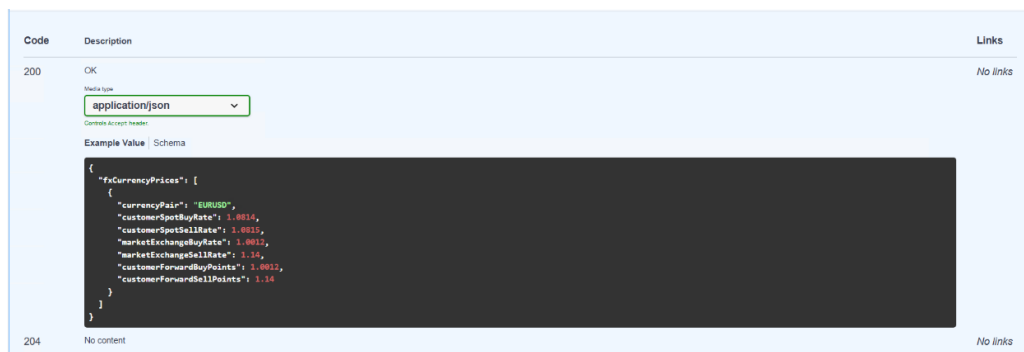 Code Description Links
200 OK No links
Media type
application/json
Controls Accept header.
Example Value Schema
{
"fxCurrencyPrices": [
{
"currencyPair": "EURUSD",
"customerSpotBuyRate": 1.0814,
"customerSpotSellRate": 1.0815,
"marketExchangeBuyRate": 1.0012,
"marketExchangeSellRate": 1.14,
"customerForwardBuyPoints": 1.0012,
"customerForwardSellPoints": 1.14
}
]
}
204 No content No links